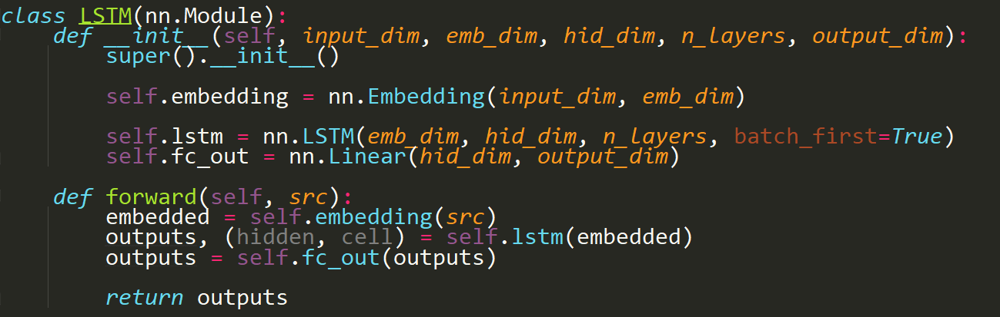 class LSTM(nn.Module):
    def __init__(self, input_dim, emb_dim, hid_dim, n_layers, output_dim):
        super().__init__()
        self.embedding = nn.Embedding(input_dim, emb_dim)
        self.lstm = nn.LSTM(emb_dim, hid_dim, n_layers, batch_first=True)
        self.fc_out = nn.Linear(hid_dim, output_dim)
    def forward(self, src):
        embedded = self.embedding(src)
        outputs, (hidden, cell) = self.lstm(embedded)
        outputs = self.fc_out(outputs)
        return outputs